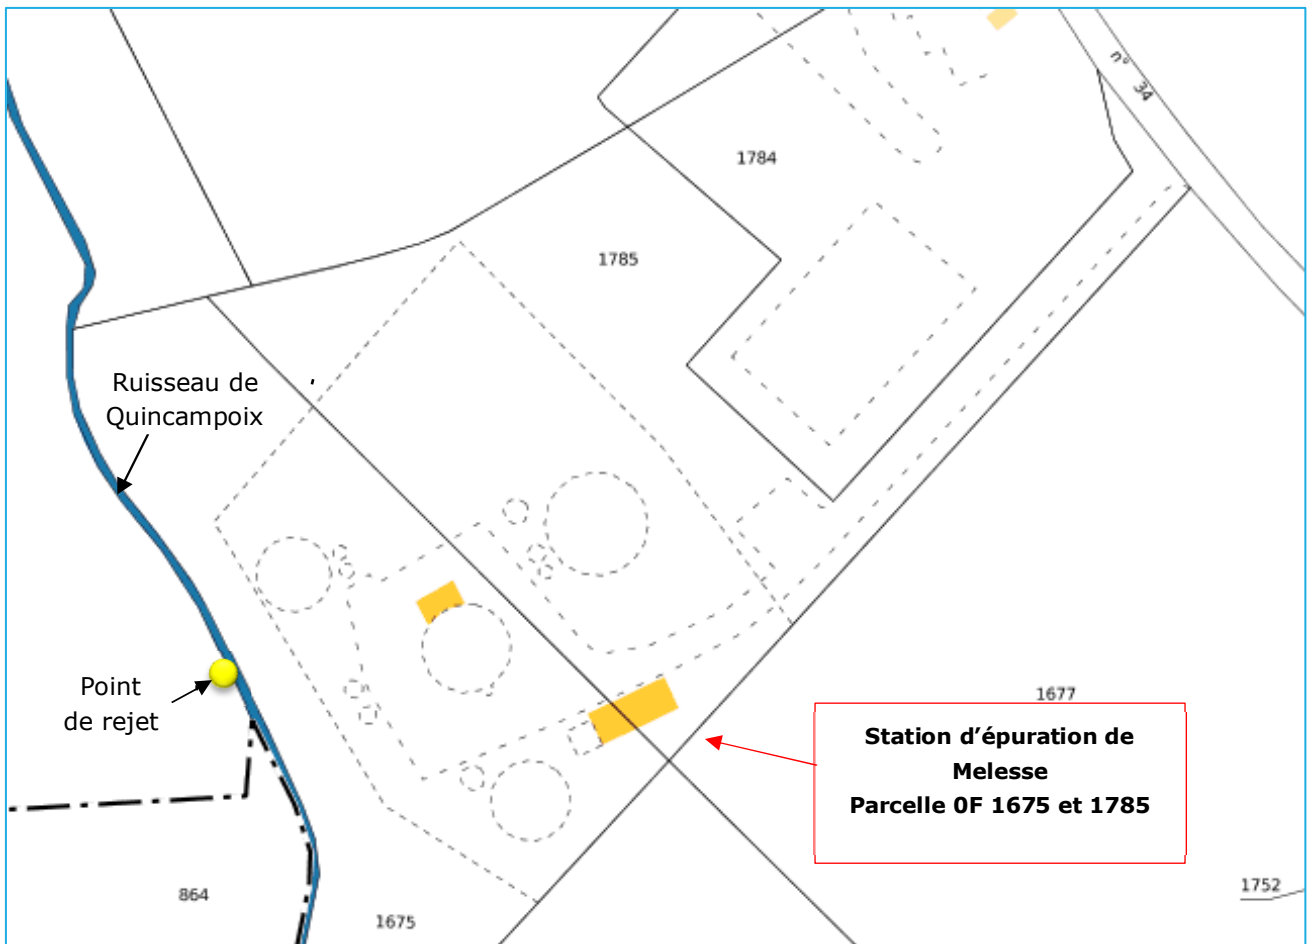 n° 34
1784
1785
Ruisseau de
Quincampoix
Point
de rejet
1677
Station d’épuration de
Melesse
Parcelle 0F 1675 et 1785
864
1675
1752